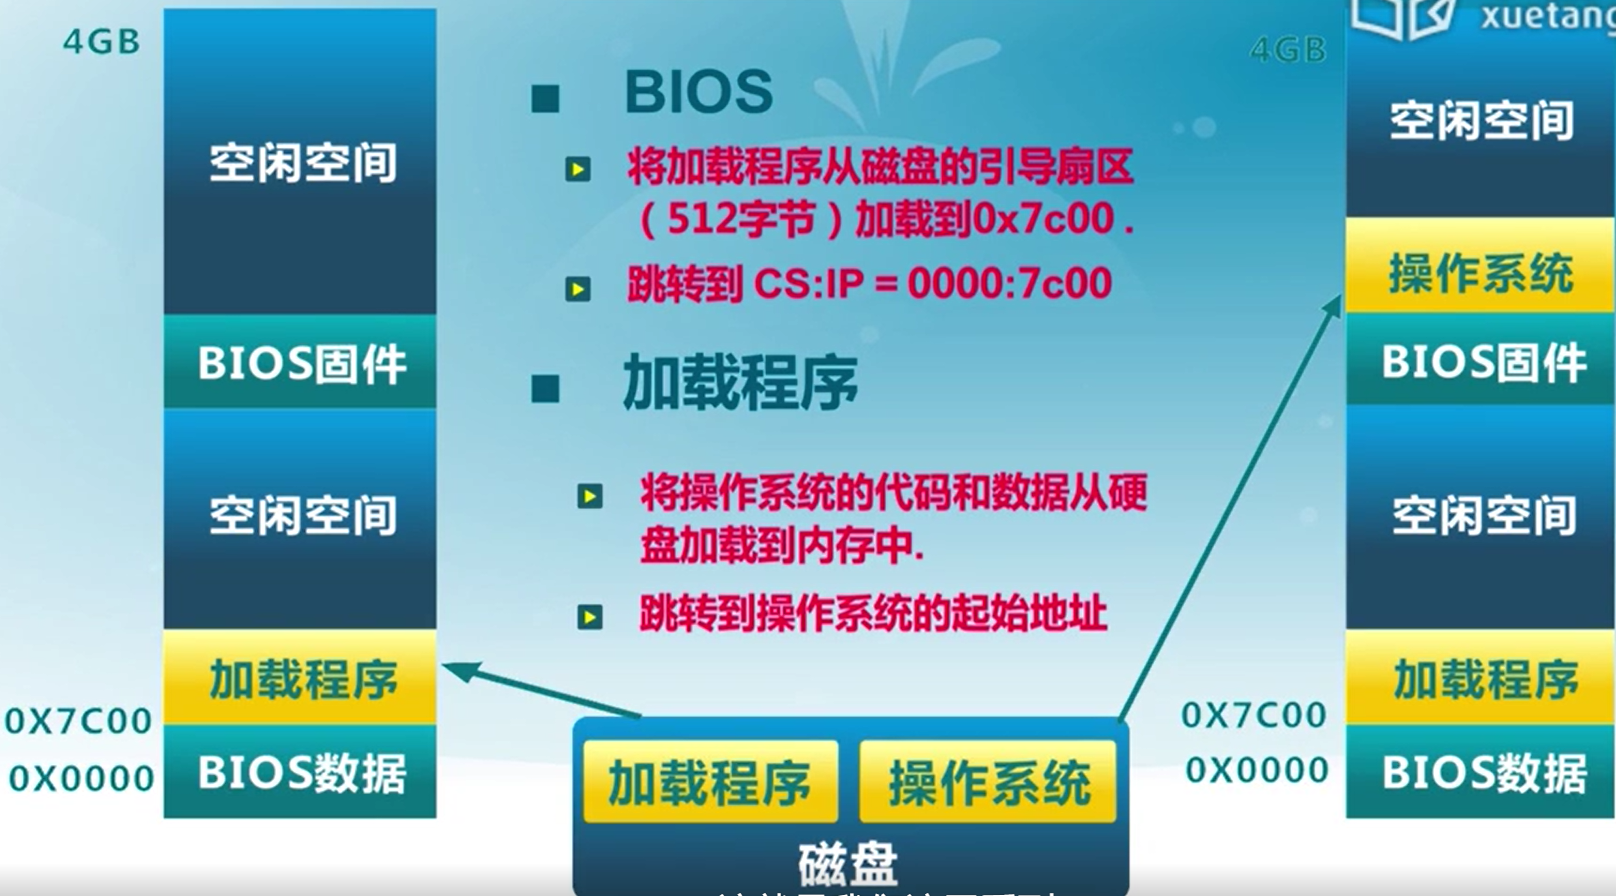 4GB
空闲空间
BIOS固件
空闲空间
加载程序
0X7C00
0X0000
BIOS数据
BIOS
将加载程序从磁盘的引导扇区
（512字节）加载到0x7c00 .
跳转到 CS:IP = 0000:7c00
加载程序
将操作系统的代码和数据从硬
盘加载到内存中.
跳转到操作系统的起始地址
加载程序
操作系统
磁盘
xuetang
4GB
空闲空间
操作系统
BIOS固件
空闲空间
加载程序
0X7C00
0X0000
BIOS数据